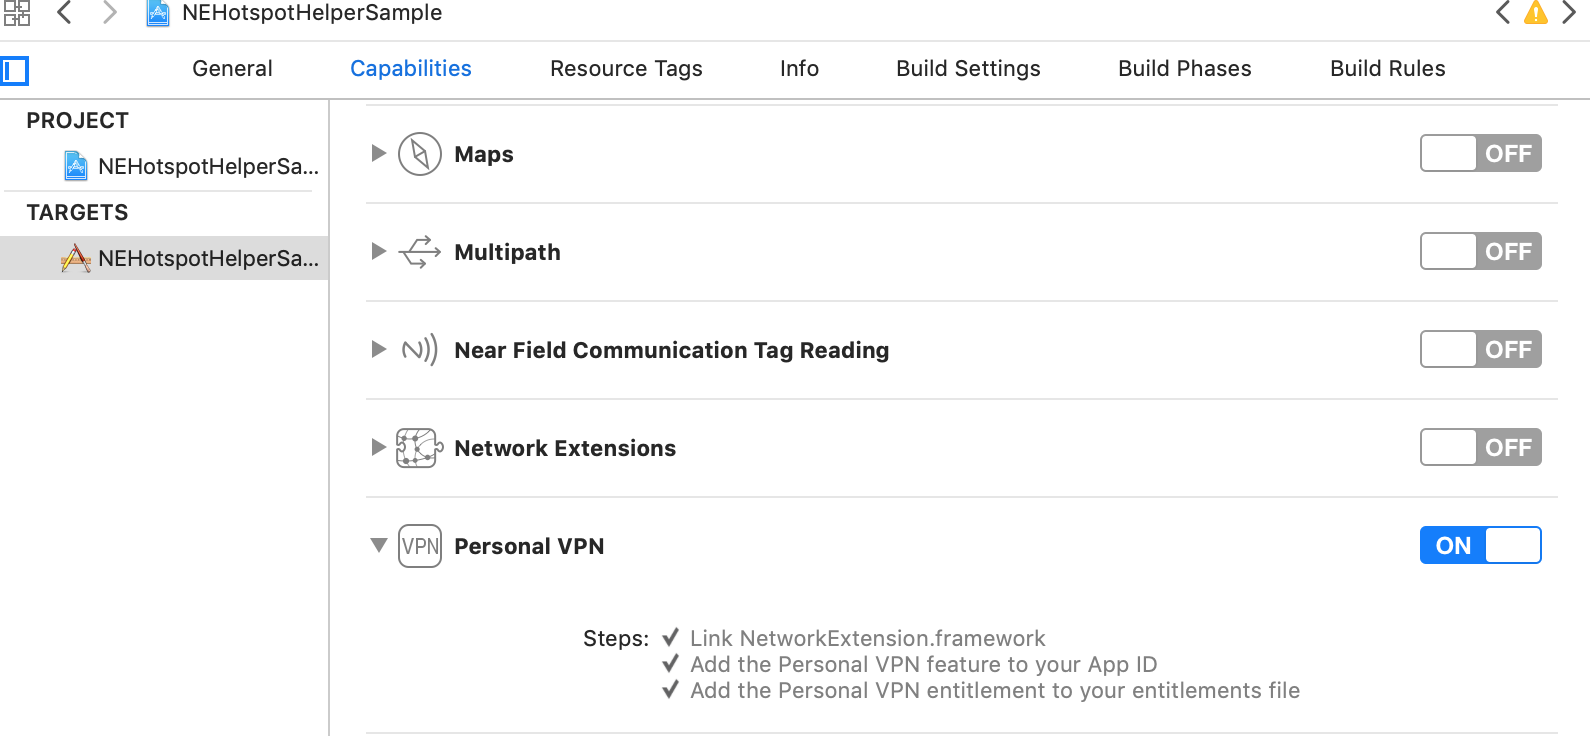 NEHotspotHelperSample
General Capabilities Resource Tags Info Build Settings Build Phases Build Rules
PROJECT
NEHotspotHelperSa...
TARGETS
NEHotspotHelperSa...
Maps OFF
Multipath OFF
Near Field Communication Tag Reading OFF
Network Extensions OFF
VPN Personal VPN ON
Steps: ✔ Link NetworkExtension.framework
✔ Add the Personal VPN feature to your App ID
✔ Add the Personal VPN entitlement to your entitlements file